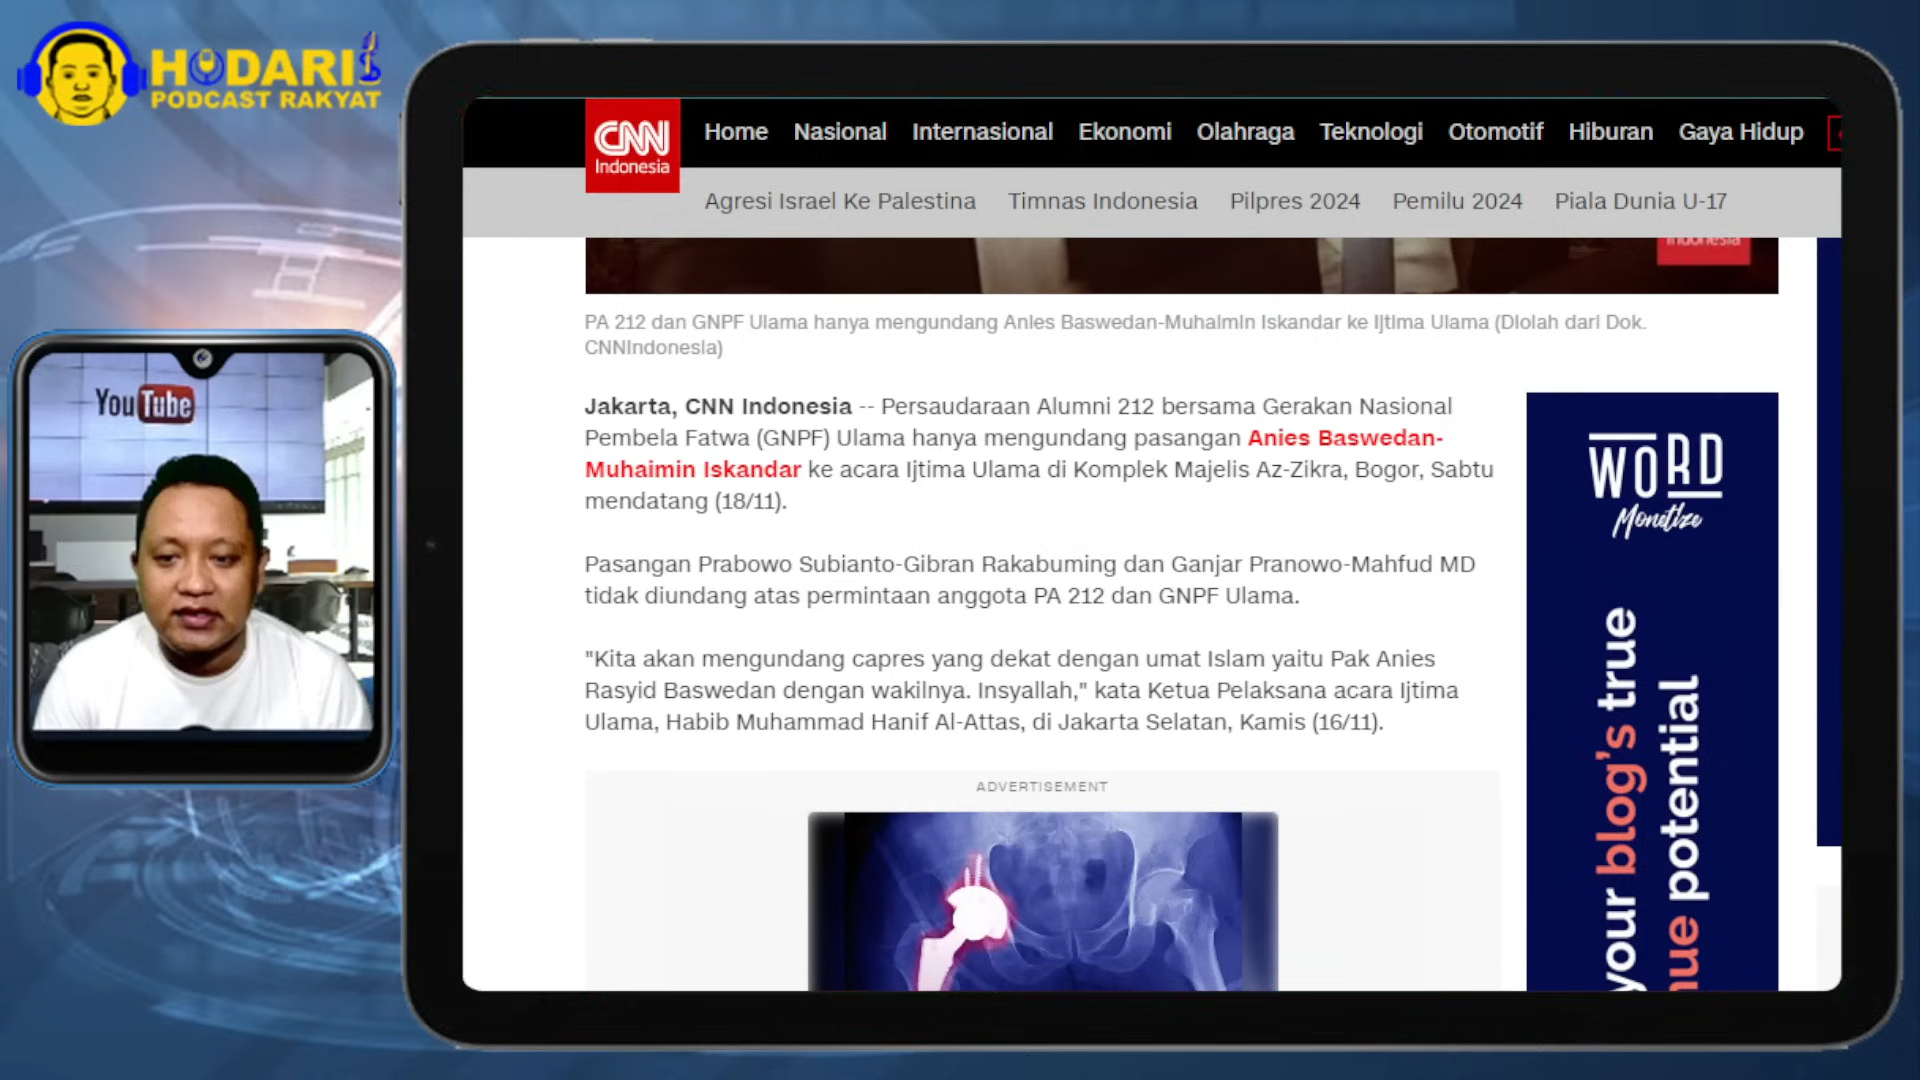 HODARI
PODCAST RAKYAT
YouTube
CNN
Indonesia
Home Nasional Internasional Ekonomi Olahraga Teknologi Otomotif Hiburan Gaya Hidup
Agresi Israel Ke Palestina Timnas Indonesia Pilpres 2024 Pemilu 2024 Piala Dunia U-17
Indonesia
PA 212 dan GNPF Ulama hanya mengundang Anies Baswedan-Muhaimin Iskandar ke Ijtima Ulama (Diolah dari Dok.
CNNIndonesia)
Jakarta, CNN Indonesia -- Persaudaraan Alumni 212 bersama Gerakan Nasional
Pembela Fatwa (GNPF) Ulama hanya mengundang pasangan Anies Baswedan-
Muhaimin Iskandar ke acara Ijtima Ulama di Komplek Majelis Az-Zikra, Bogor, Sabtu
mendatang (18/11).
Pasangan Prabowo Subianto-Gibran Rakabuming dan Ganjar Pranowo-Mahfud MD
tidak diundang atas permintaan anggota PA 212 dan GNPF Ulama.
"Kita akan mengundang capres yang dekat dengan umat Islam yaitu Pak Anies
Rasyid Baswedan dengan wakilnya. Insyallah," kata Ketua Pelaksana acara Ijtima
Ulama, Habib Muhammad Hanif Al-Attas, di Jakarta Selatan, Kamis (16/11).
ADVERTISEMENT
WORD
Monetize
your blog's true
potential